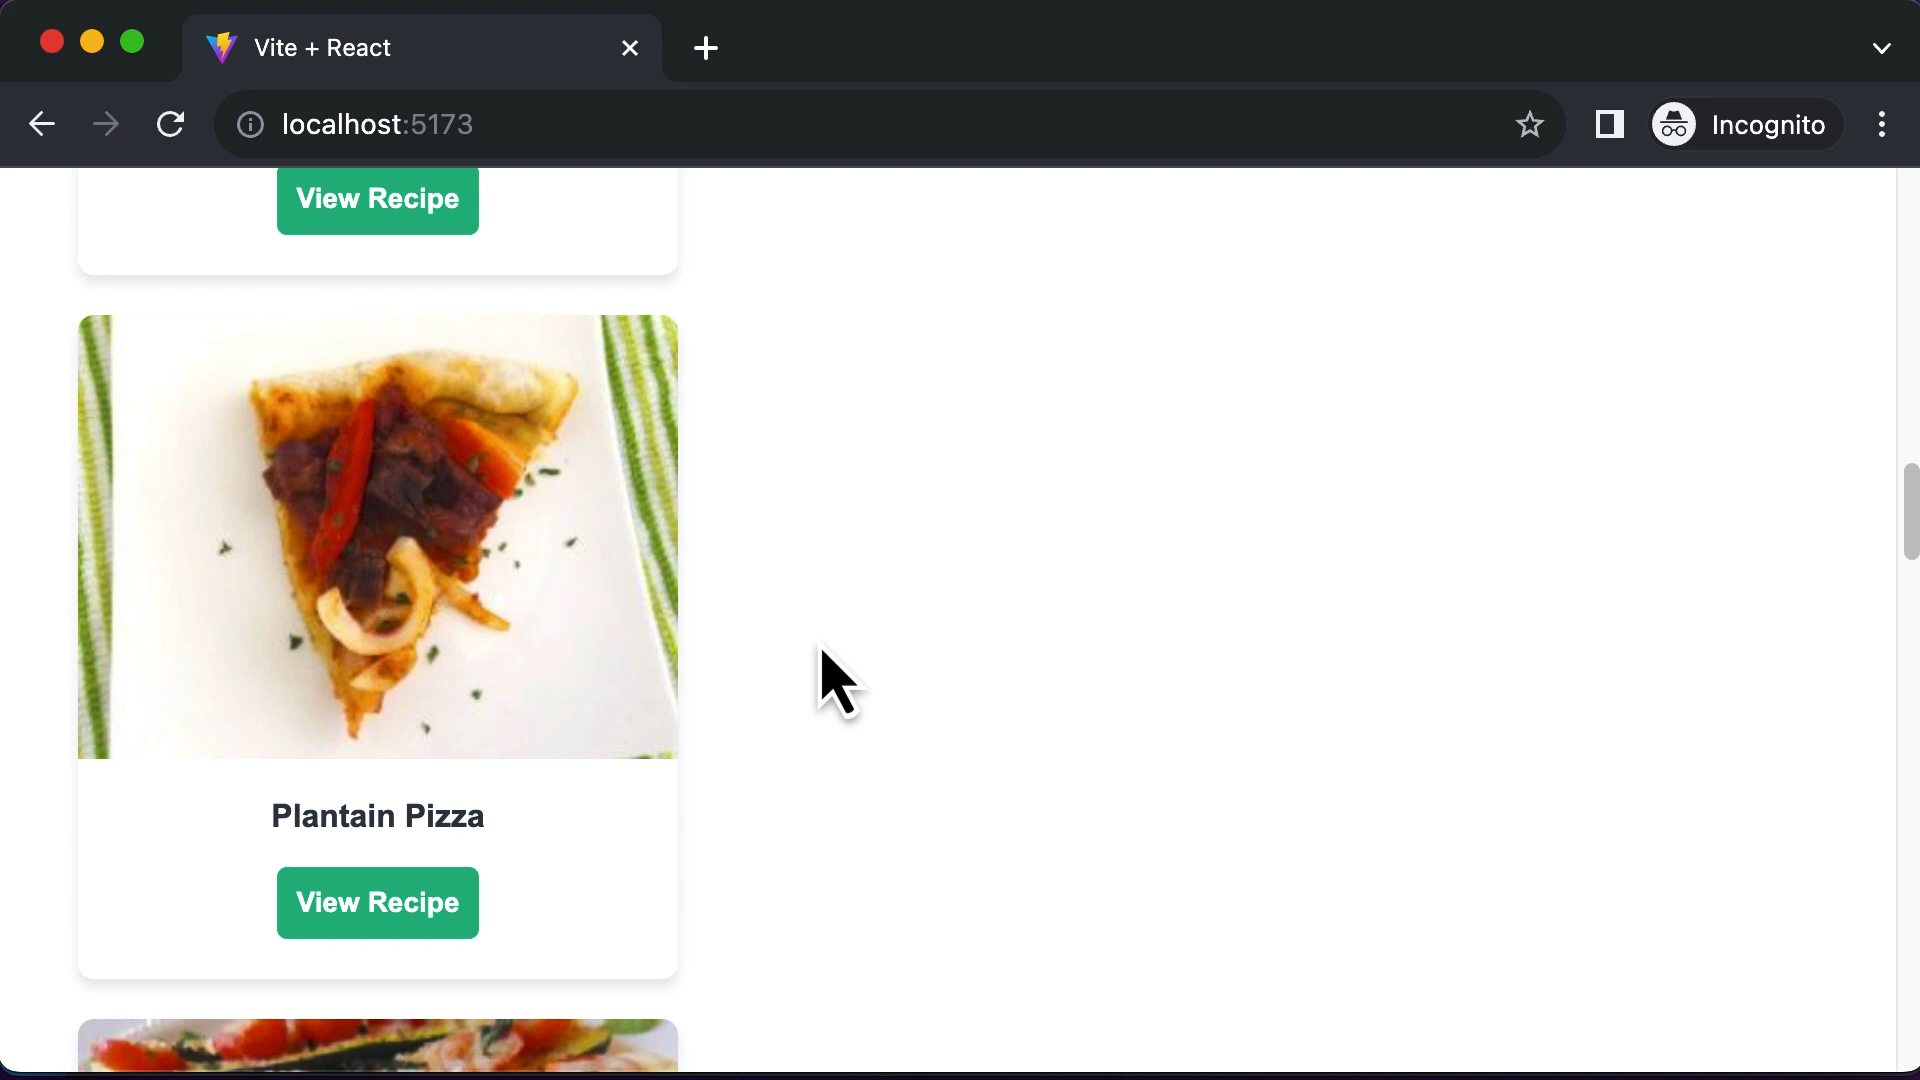 Vite + React
localhost:5173
Incognito
View Recipe
Plantain Pizza
View Recipe